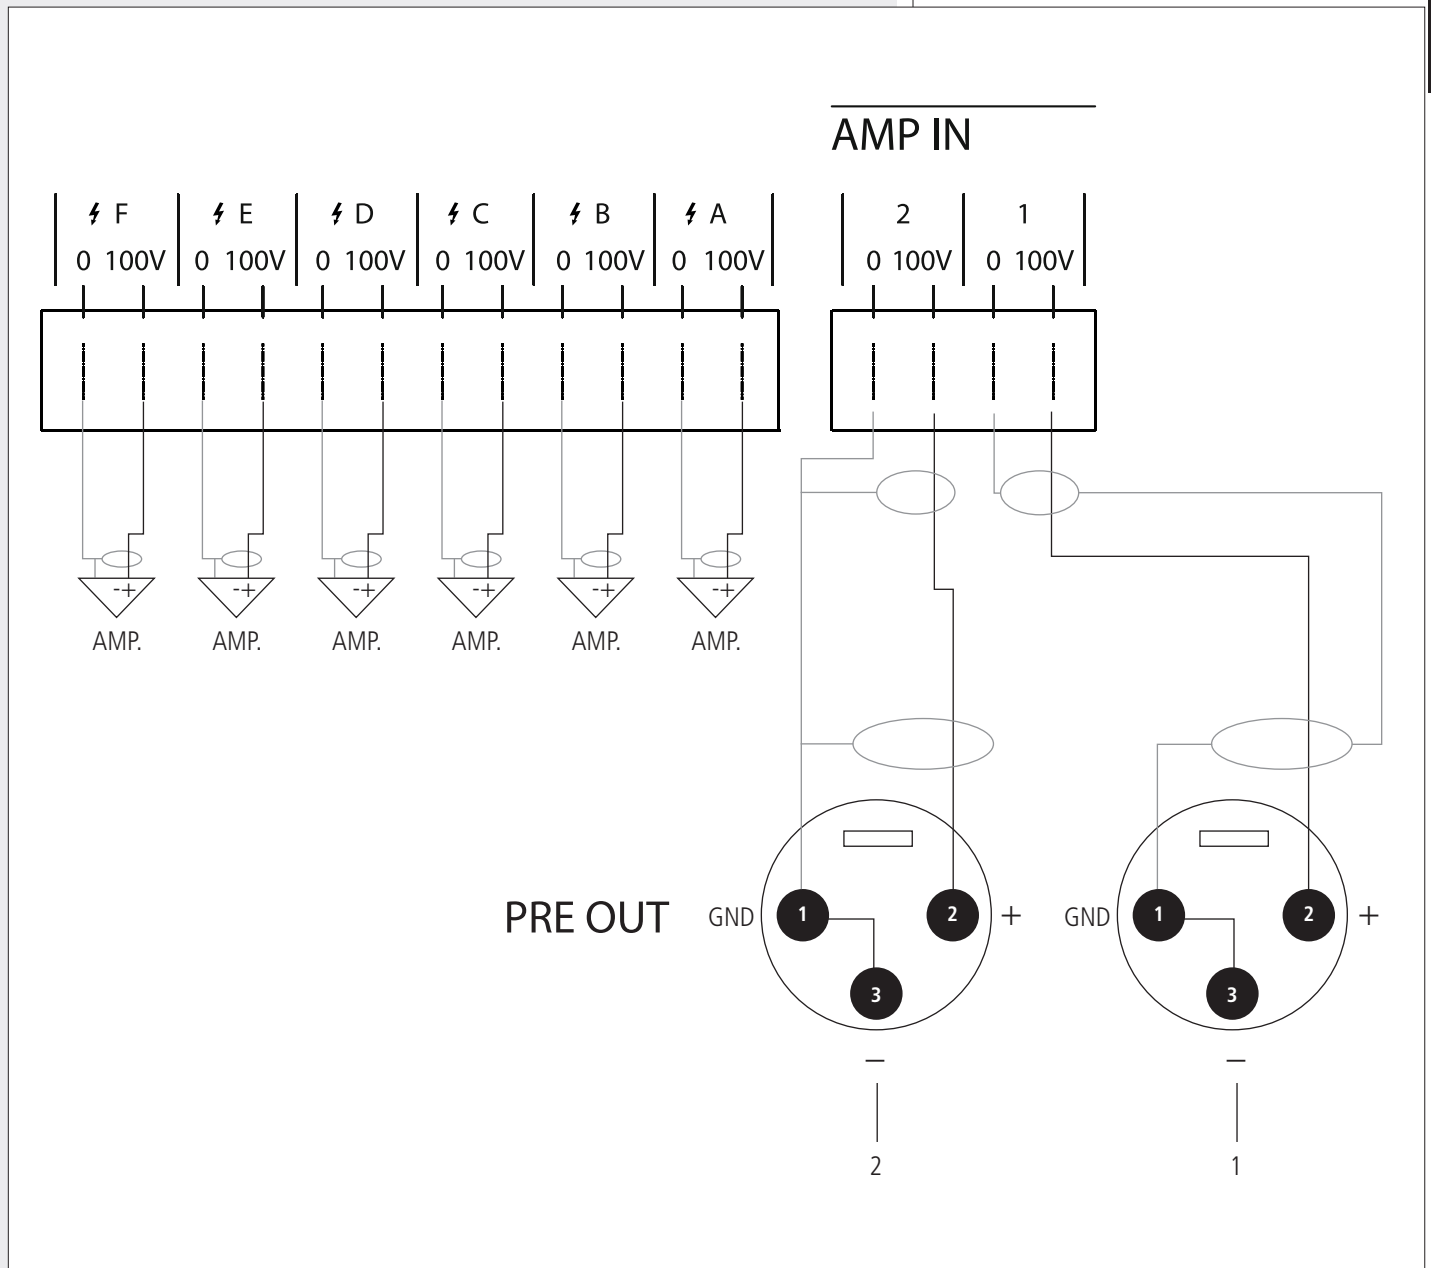 AMP IN
F E D C B A 2 1
0 100V 0 100V 0 100V 0 100V 0 100V 0 100V 0 100V 0 100V
-+ -+ -+ -+ -+ -+
AMP. AMP. AMP. AMP. AMP. AMP.
PRE OUT GND 1 2 + GND 1 2 +
3 3
– –
2 1